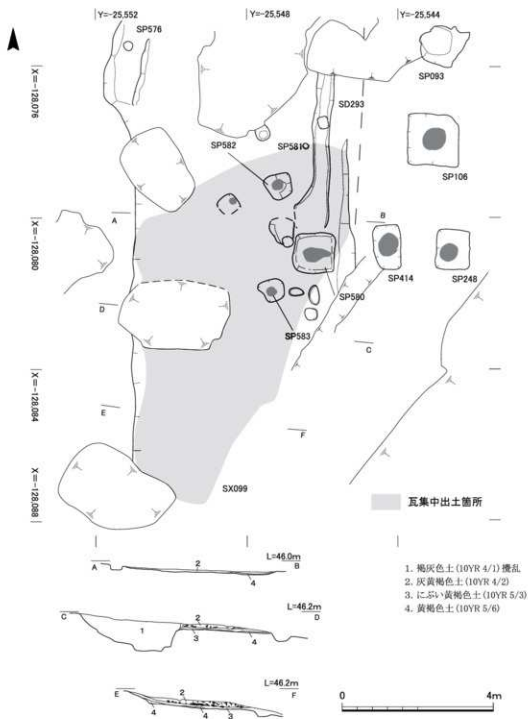 Y=-25,552
Y=-25,548
Y=-25,544
SP576
SP093
X=-128,076
SD293
SP582
SP581
SP106
A
B
X=-128,080
SP580
SP414
SP248
D
SP583
C
X=-128,084
E
F
X=-128,088
SX099
瓦集中出土箇所
L=46.0m
A
2
B
4
1. 褐灰色土(10YR 4/1)攪乱
2. 灰黄褐色土(10YR 4/2)
3. にぶい黄褐色土(10YR 5/3)
4. 黄褐色土(10YR 5/6)
L=46.2m
C
2
D
1
3
4
L=46.2m
E
2
F
4
4
3
0
4m